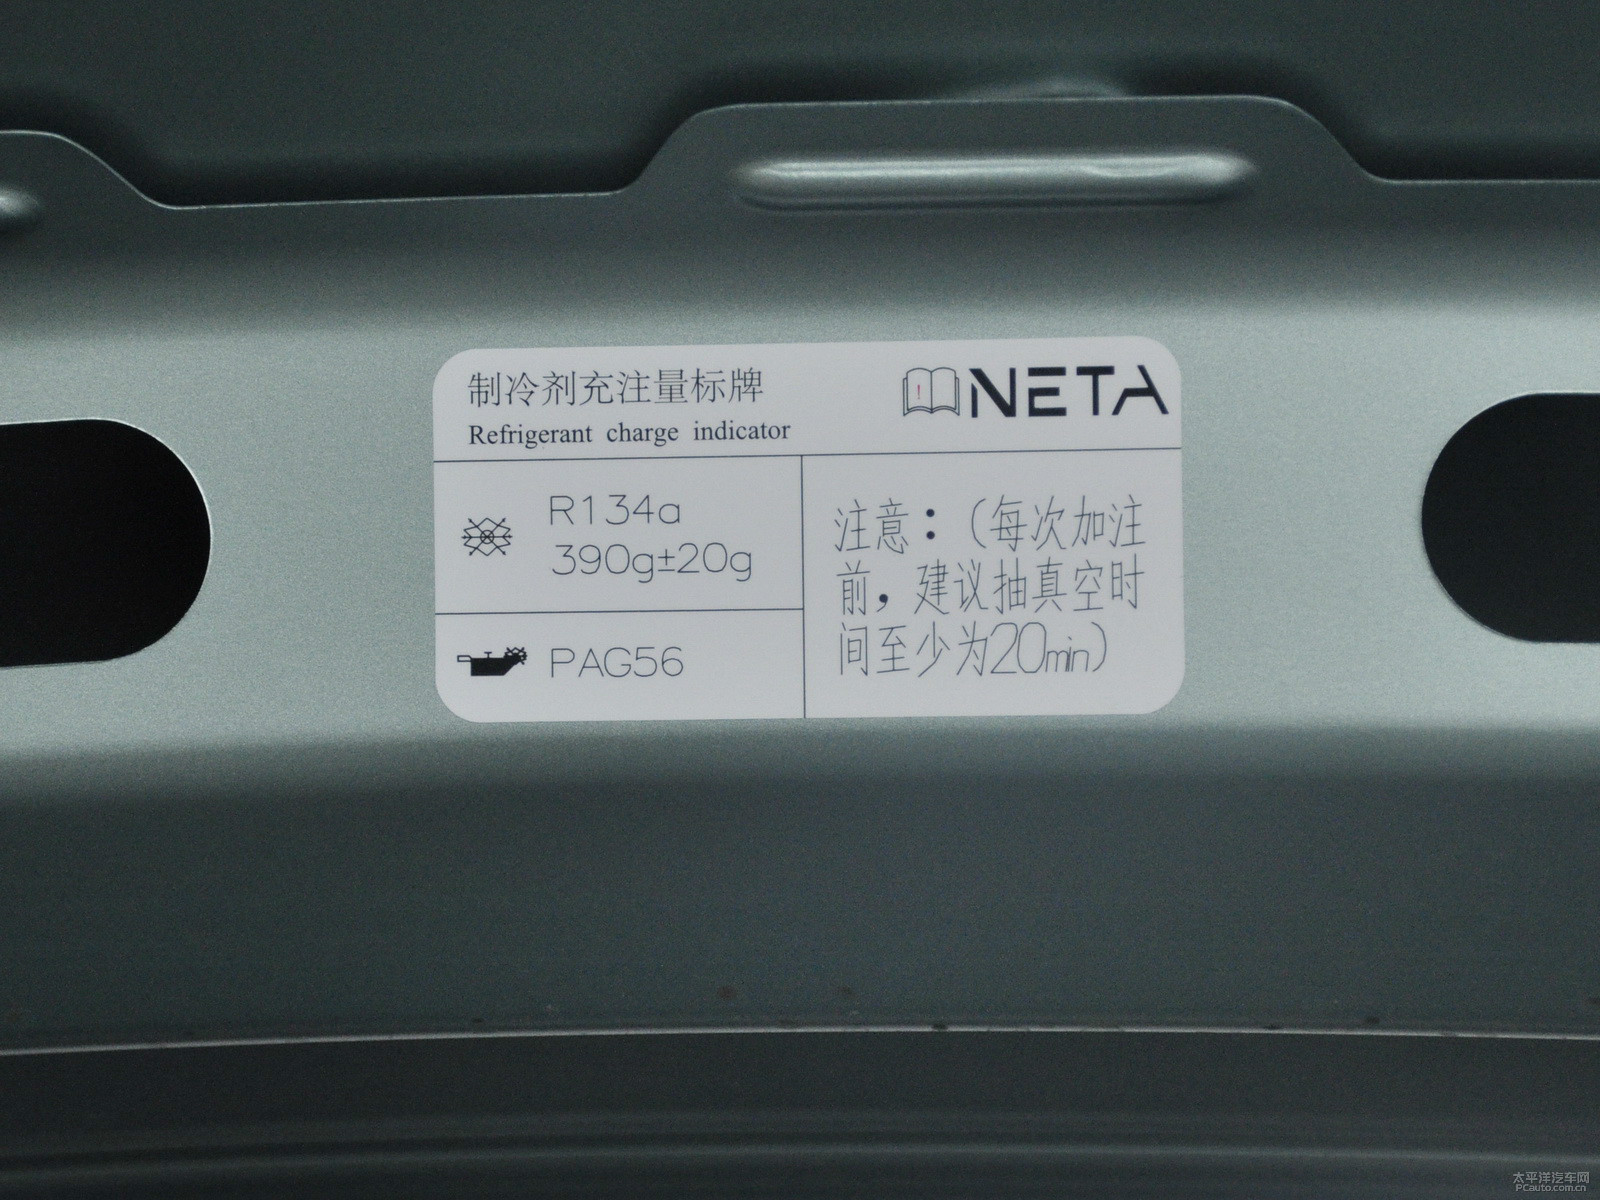 制冷剂充注量标牌
Refrigerant charge indicator
NETA
R134a
390g±20g
PAG56
注意：（每次加注
前，建议抽真空时
间至少为20min）
太平洋汽车网
PCauto.com.cn